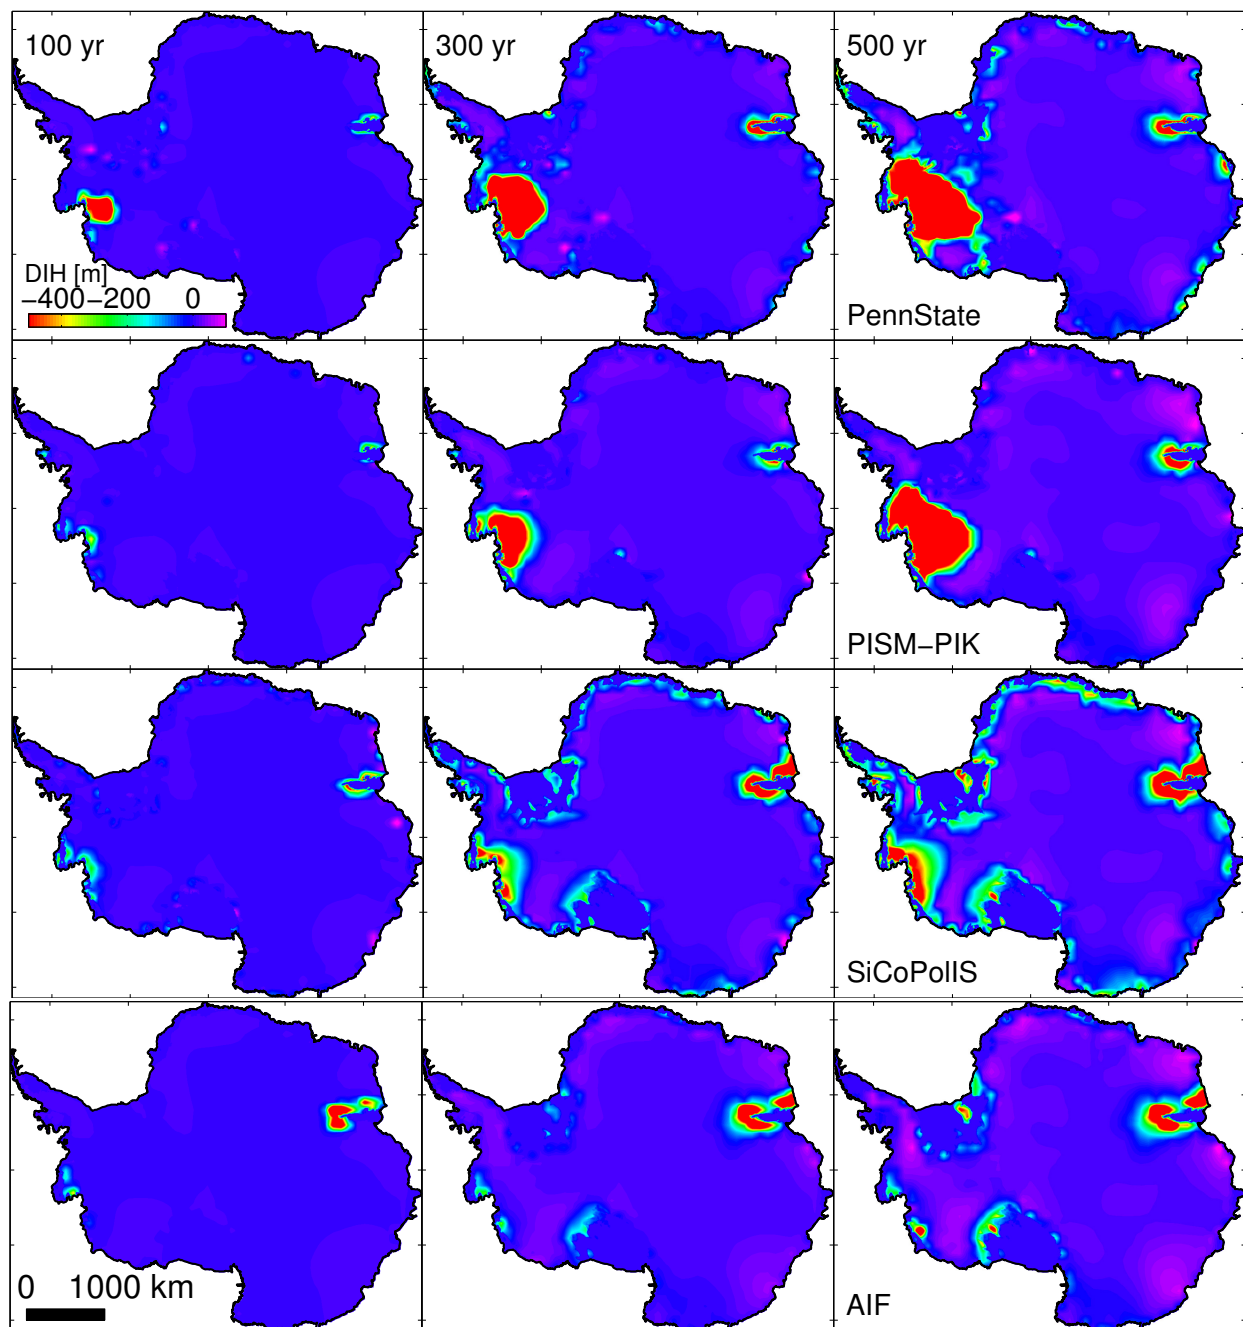 100 yr
300 yr
500 yr
DIH [m]
−400−200 0
PennState
PISM−PIK
SiCoPolIS
0 1000 km
AIF